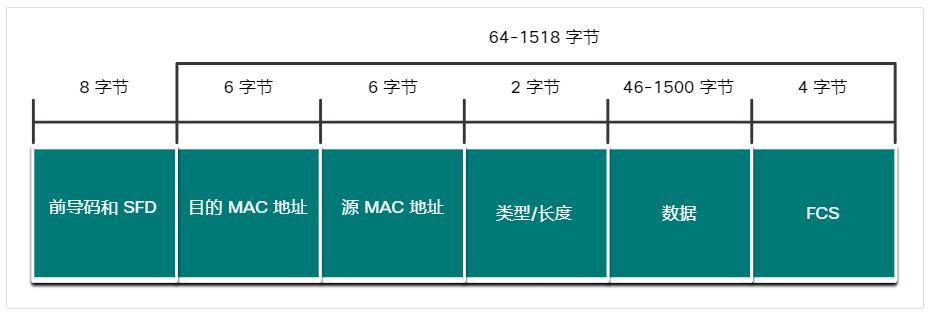 64-1518 字节
8 字节
6 字节
6 字节
2 字节
46-1500 字节
4 字节
前导码和 SFD
目的 MAC 地址
源 MAC 地址
类型/长度
数据
FCS